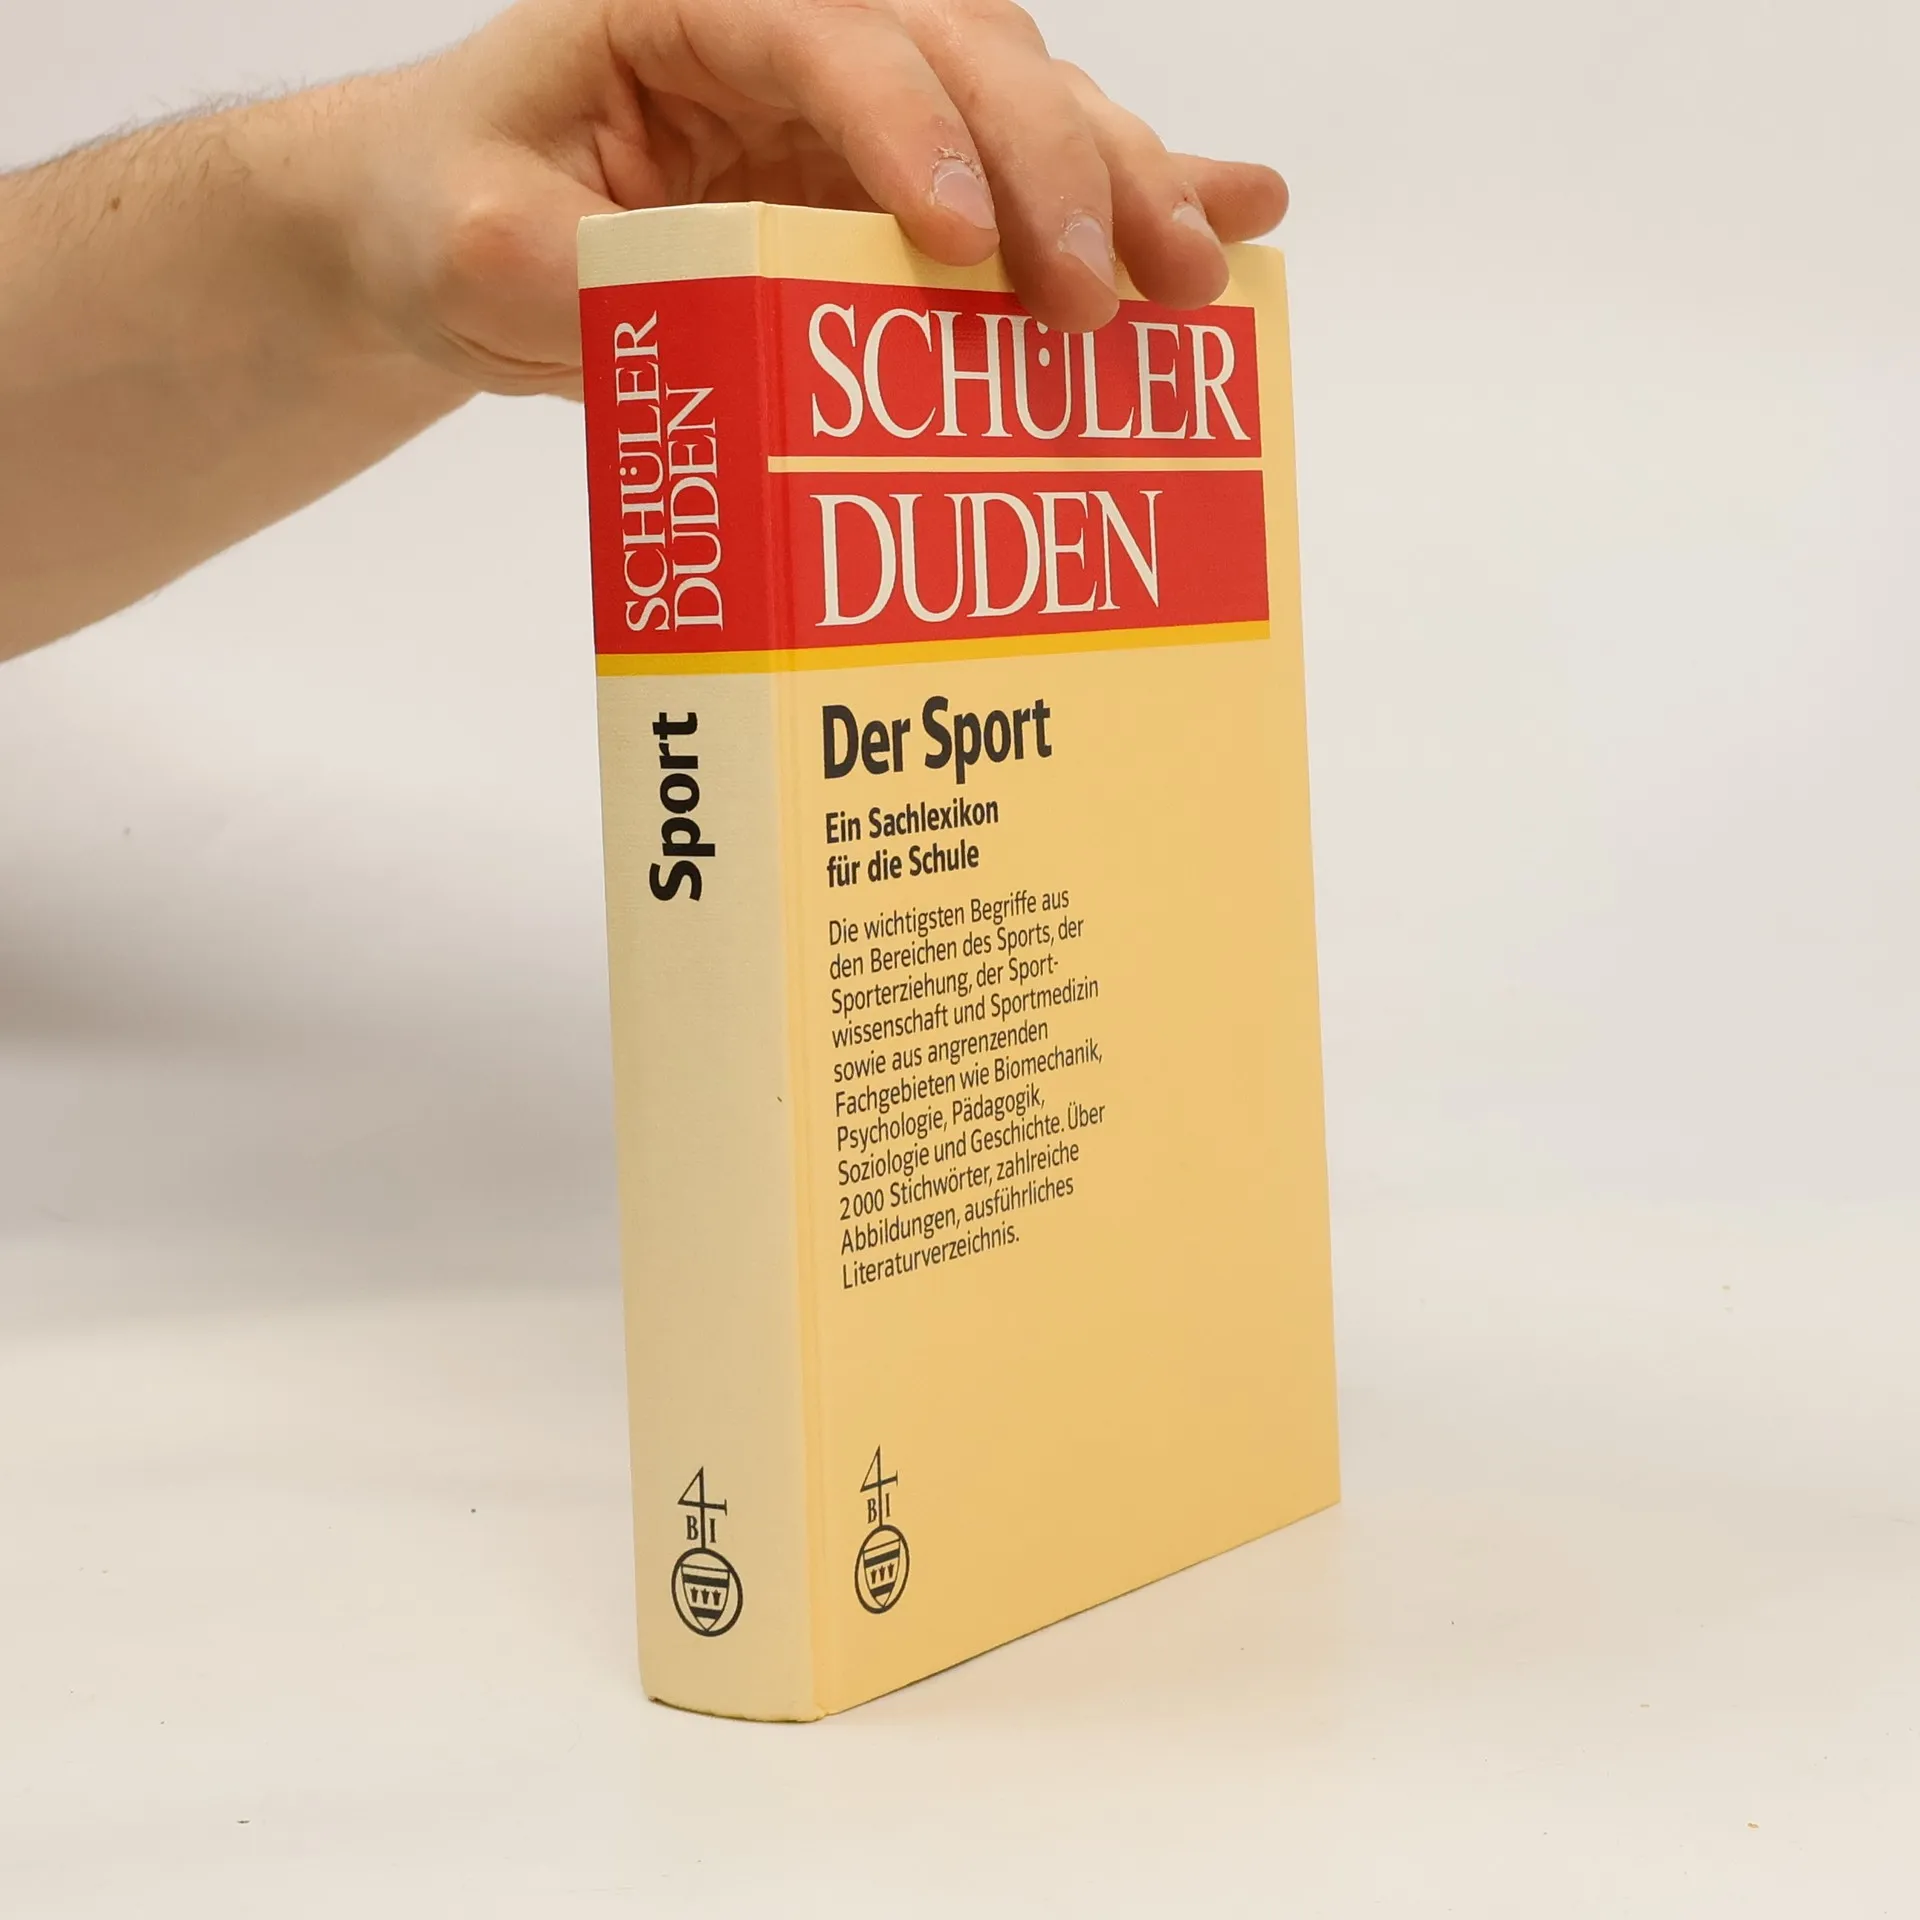 SCHÜLER
DUDEN
Sport
4
B I
SCHÜLER
DUDEN
Der Sport
Ein Sachlexikon
für die Schule
Die wichtigsten Begriffe aus
den Bereichen des Sports, der
Sporterziehung, der Sport-
wissenschaft und Sportmedizin
sowie aus angrenzenden
Fachgebieten wie Biomechanik,
Psychologie, Pädagogik,
Soziologie und Geschichte. Über
2000 Stichwörter, zahlreiche
Abbildungen, ausführliches
Literaturverzeichnis.
4
B I